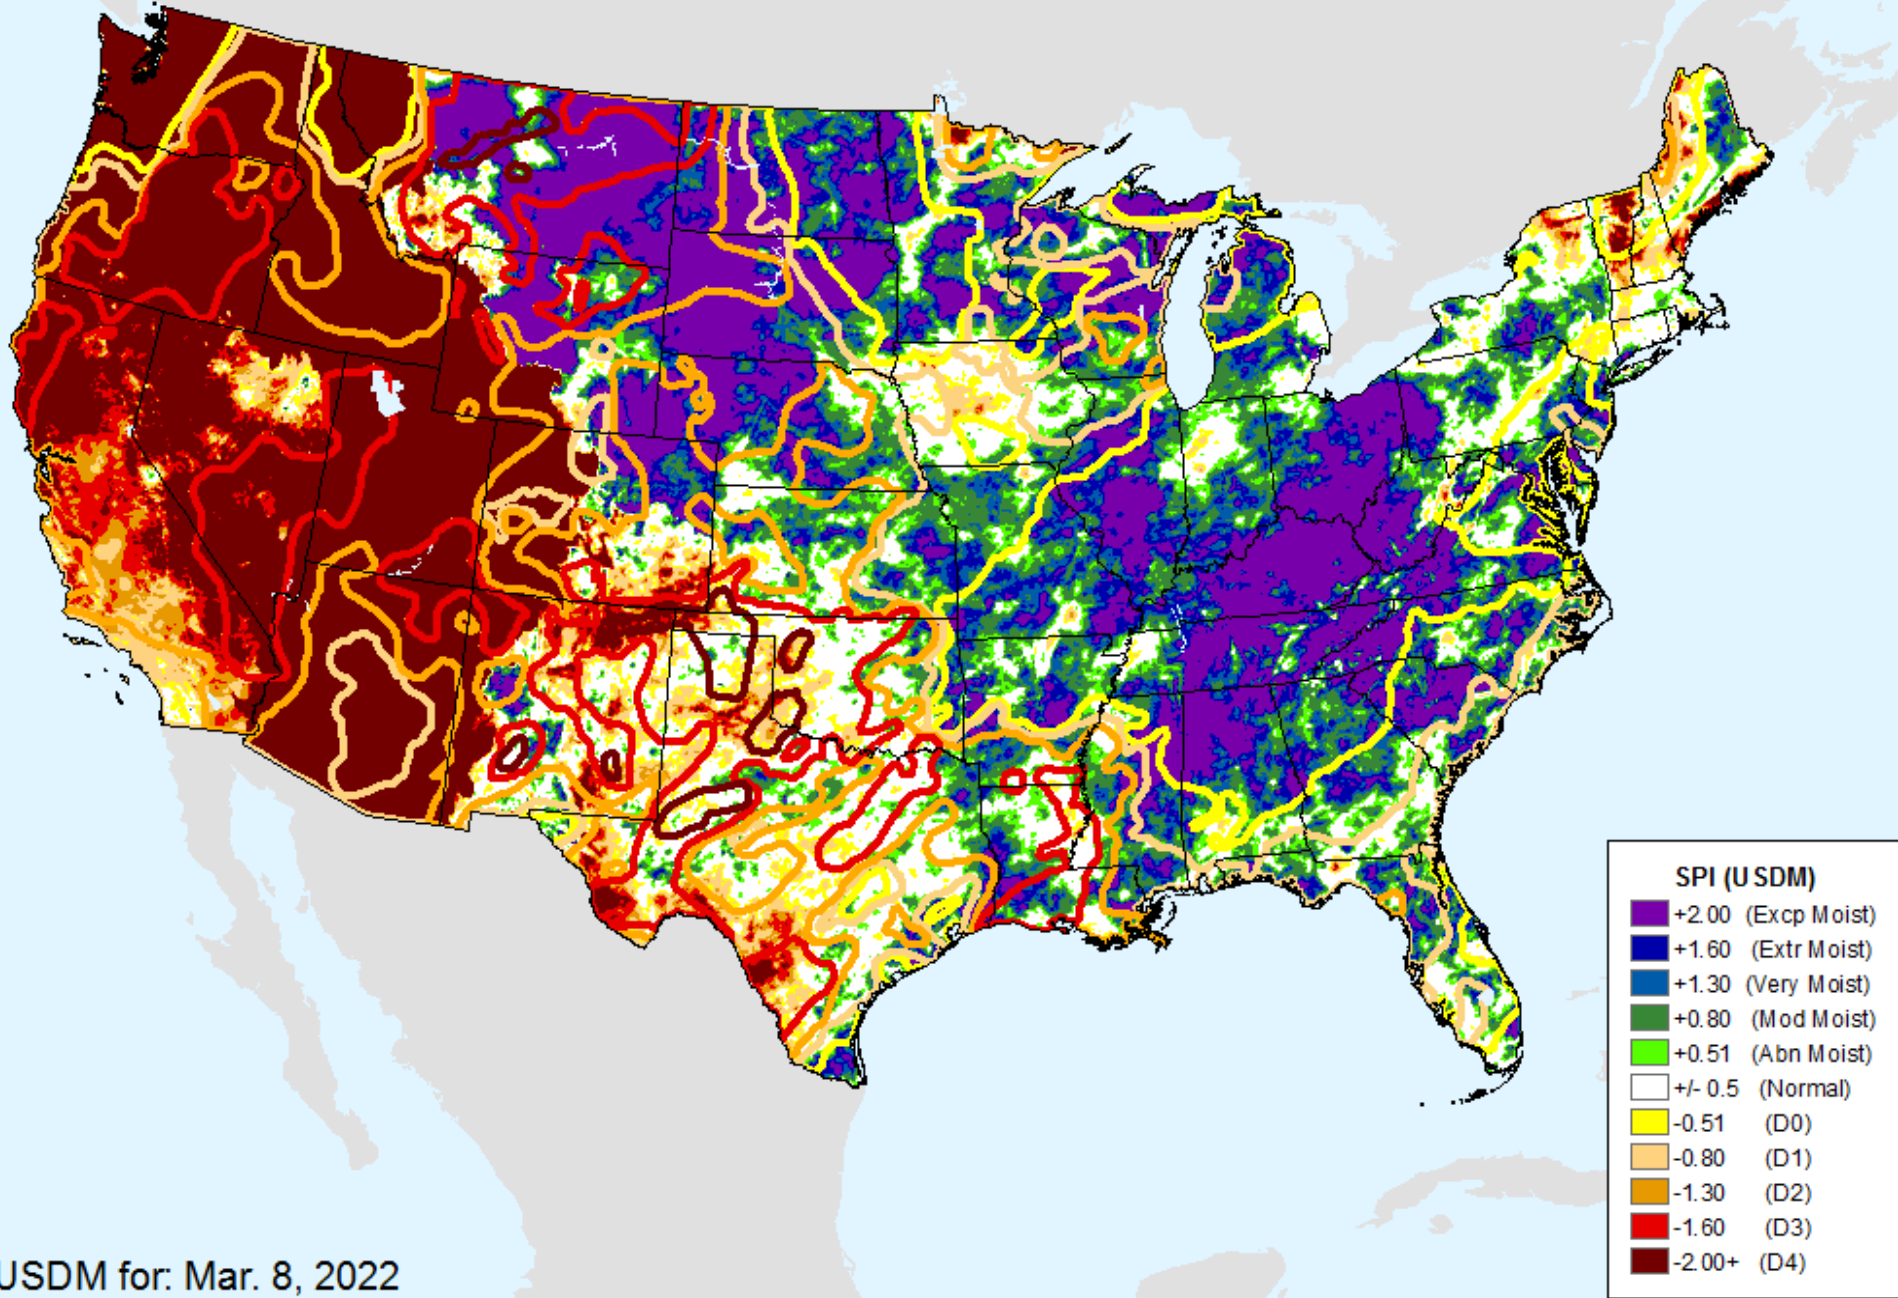 SPI (USDM)
+2.00 (Excp Moist)
+1.60 (Extr Moist)
+1.30 (Very Moist)
+0.80 (Mod Moist)
+0.51 (Abn Moist)
+/- 0.5 (Normal)
-0.51 (D0)
-0.80 (D1)
-1.30 (D2)
-1.60 (D3)
-2.00+ (D4)
USDM for: Mar. 8, 2022